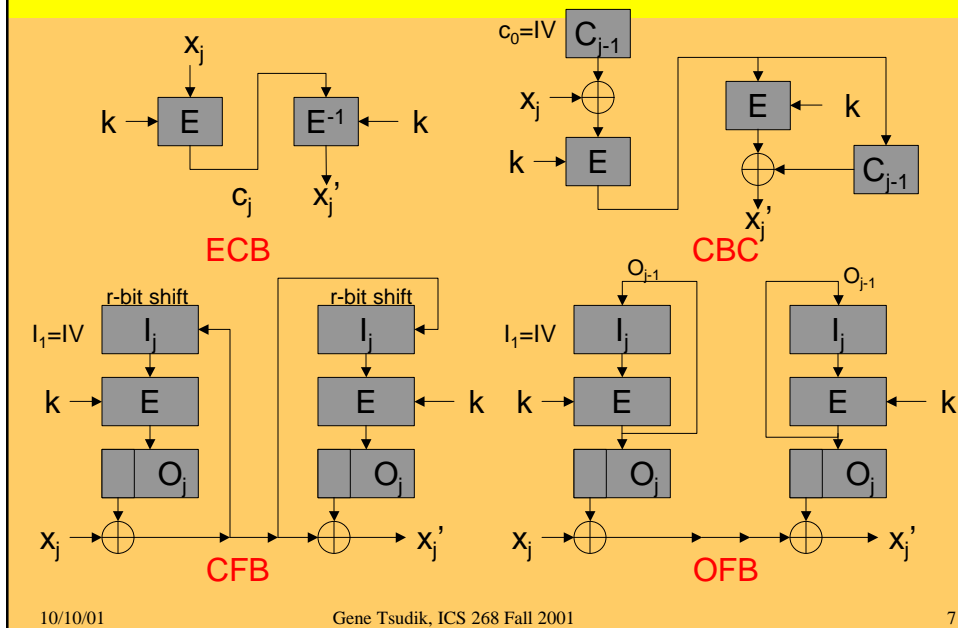 x_j
k
E
E^-1
k
c_j
x_j'
ECB
c_0=IV
C_j-1
x_j
k
E
E
k
C_j-1
x_j'
CBC
r-bit shift
I_1=IV
I_j
k
E
O_j
x_j
r-bit shift
I_j
E
k
O_j
x_j'
CFB
O_j-1
I_1=IV
I_j
k
E
O_j
x_j
O_j-1
I_j
E
k
O_j
x_j'
OFB
10/10/01 Gene Tsudik, ICS 268 Fall 2001 7